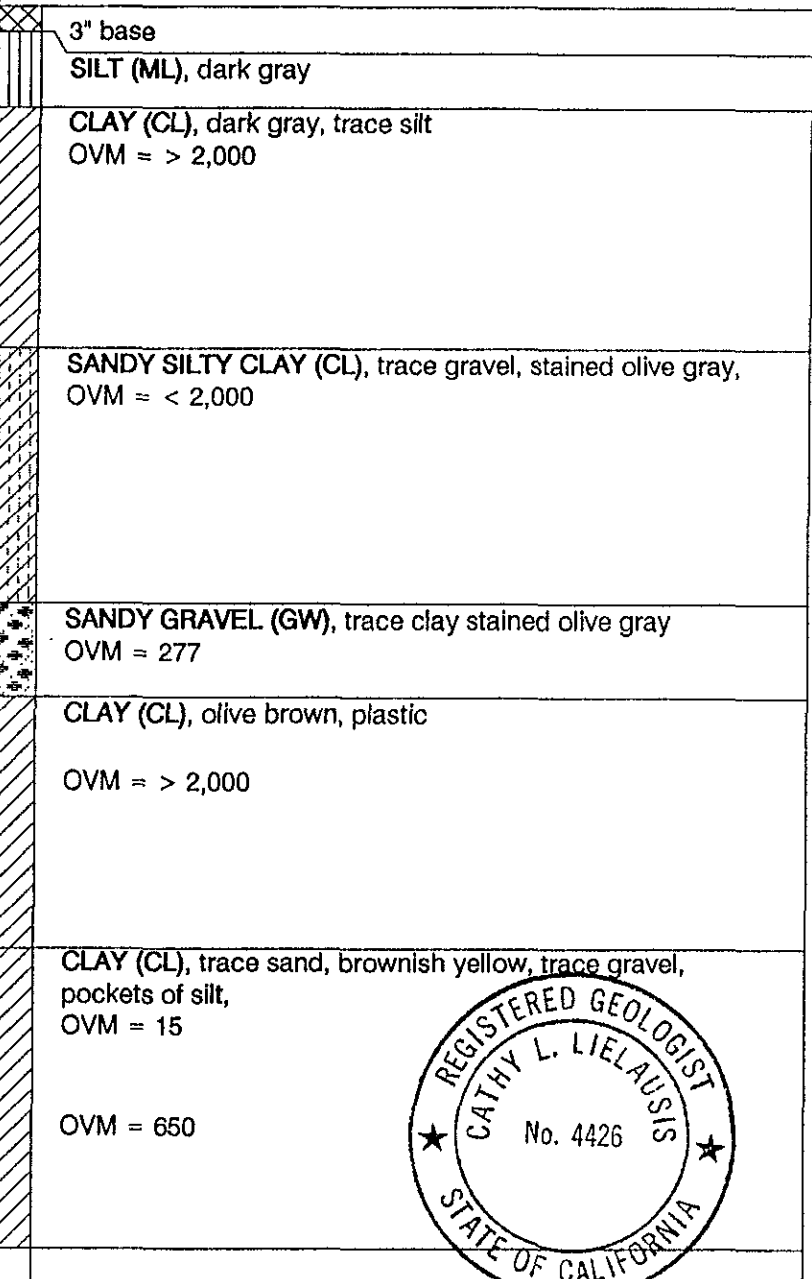 3" base
SILT (ML), dark gray
CLAY (CL), dark gray, trace silt
OVM = > 2,000
SANDY SILTY CLAY (CL), trace gravel, stained olive gray,
OVM = < 2,000
SANDY GRAVEL (GW), trace clay stained olive gray
OVM = 277
CLAY (CL), olive brown, plastic
OVM = > 2,000
CLAY (CL), trace sand, brownish yellow, trace gravel,
pockets of silt,
OVM = 15
OVM = 650
REGISTERED GEOLOGIST
CATHY L. LIELAUSIS
No. 4426
STATE OF CALIFORNIA